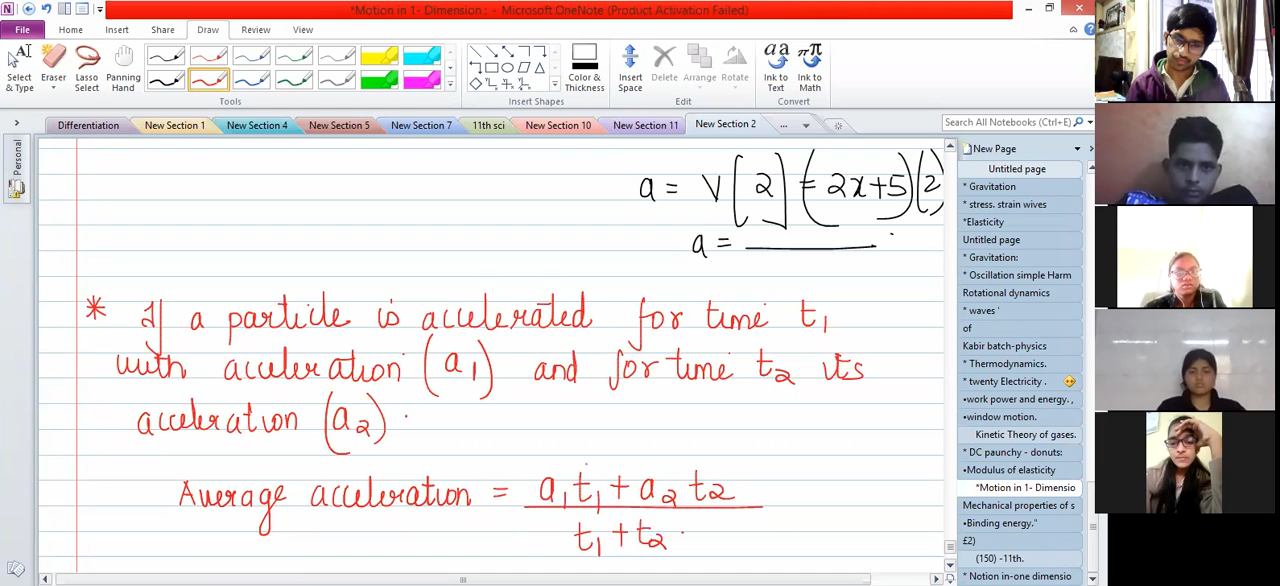 *Motion in 1- Dimension : - Microsoft OneNote (Product Activation Failed)
File Home Insert Share Draw Review View
Select & Type
Eraser
Lasso Select
Panning Hand
Color & Thickness
Insert Space
Delete
Arrange
Rotate
Ink to Text
Ink to Math
Tools
Insert Shapes
Edit
Convert
Differentiation New Section 1 New Section 4 New Section 5 New Section 7 11th sci New Section 10 New Section 11 New Section 2 ...
Search All Notebooks (Ctrl+E)
Personal
New Page
Untitled page
* Gravitation
* stress. strain wives
*Elasticity
Untitled page
* Gravitation:
* Oscillation simple Harm
Rotational dynamics
* waves '
of
Kabir batch-physics
* Thermodynamics.
* twenty Electricity .
•work power and energy. ,
•window motion.
Kinetic Theory of gases.
* DC paunchy - donuts:
•Modulus of elasticity
*Motion in 1- Dimensio
Mechanical properties of s
•Binding energy."
£2)
(150) -11th.
* Notion in-one dimensio
a = V [2] = (2x+5)(2)
a =
* If a particle is accelerated for time t₁
with acceleration (a₁) and for time t₂ its
acceleration (a₂) .
Average acceleration = a₁t₁ + a₂ t₂
t₁ + t₂